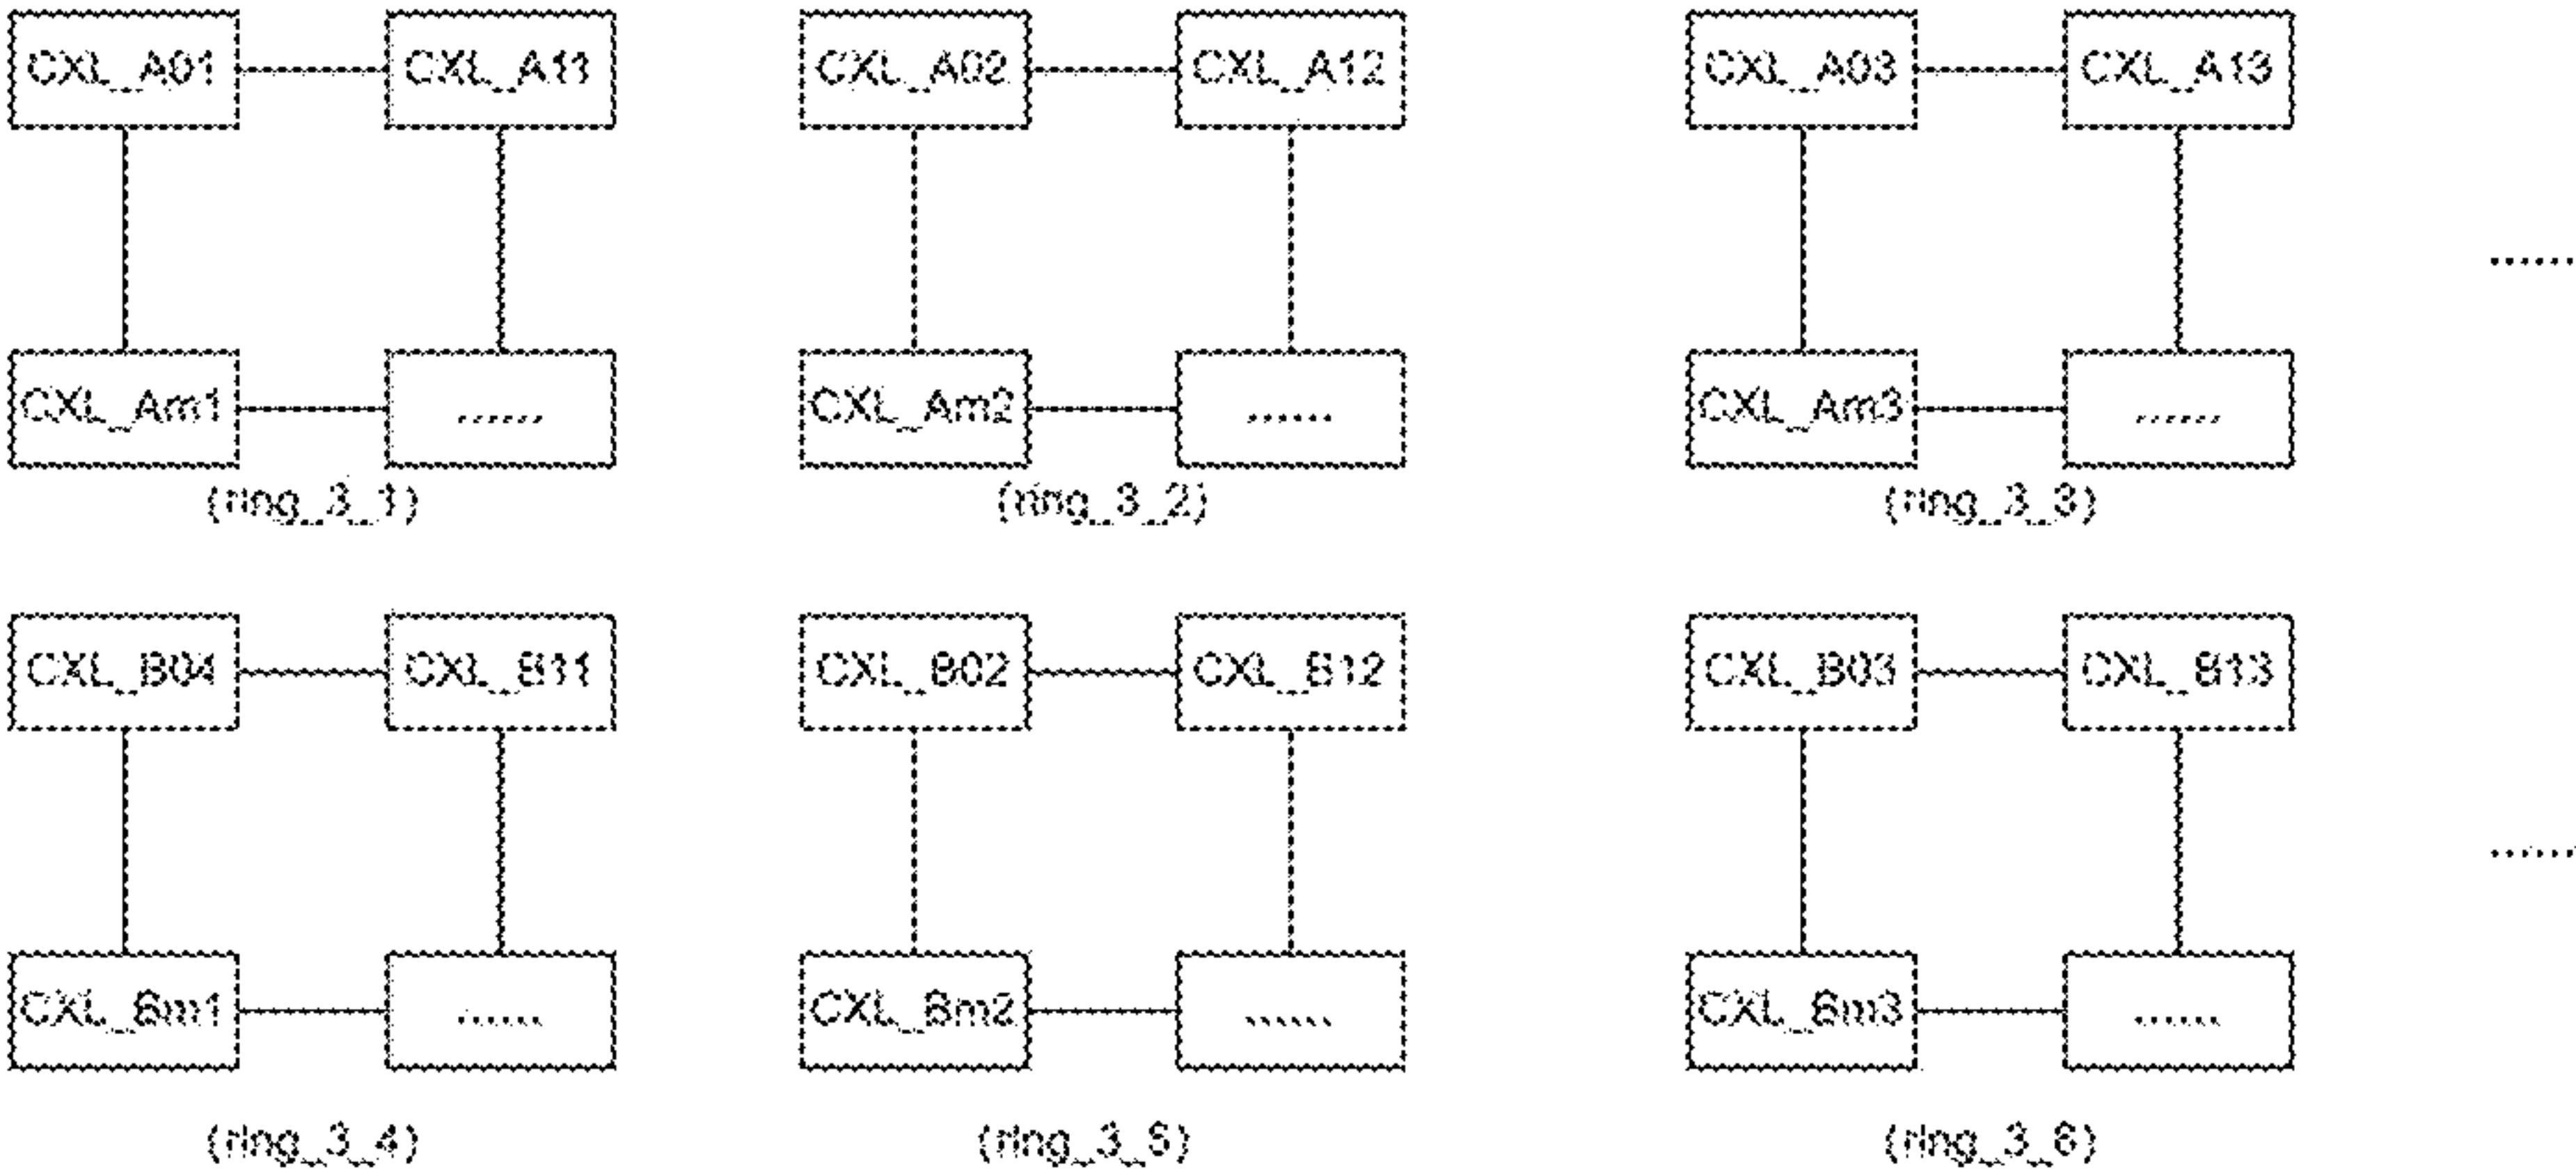 CXL_A01 CXL_A11 CXL_A02 CXL_A12 CXL_A03 CXL_A13
......
CXL_Am1 ...... CXL_Am2 ...... CXL_Am3 ......
(ring_3_1) (ring_3_2) (ring_3_3)
CXL_B01 CXL_B11 CXL_B02 CXL_B12 CXL_B03 CXL_B13
......
CXL_Bm1 ...... CXL_Bm2 ...... CXL_Bm3 ......
(ring_3_4) (ring_3_5) (ring_3_6)